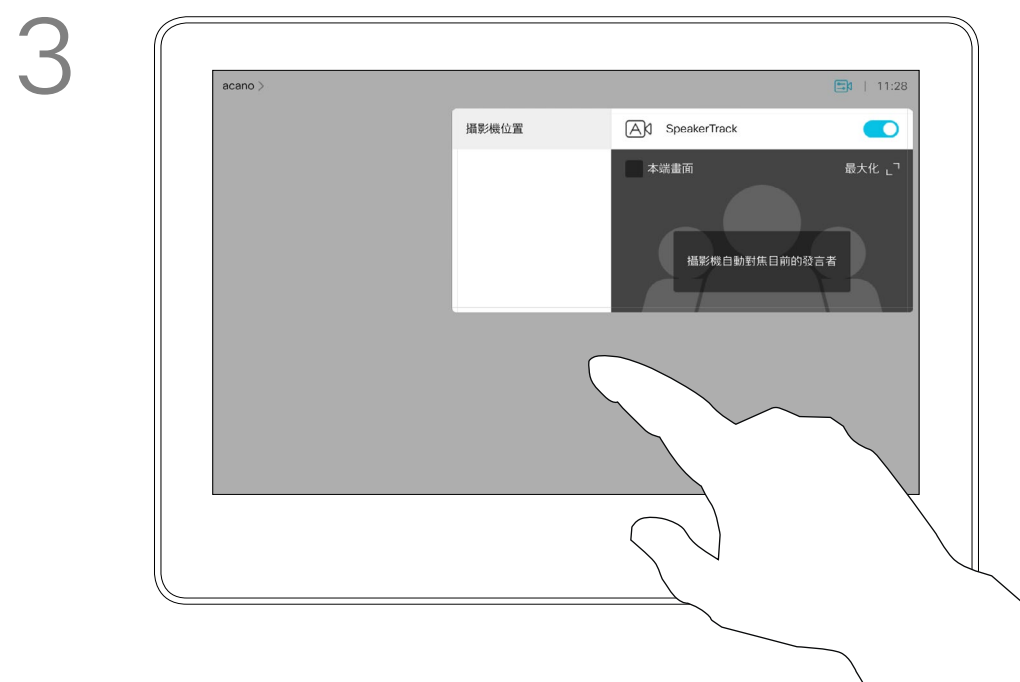 3
acano >
11:28
攝影機位置
SpeakerTrack
本端畫面
最大化
攝影機自動對焦目前的發言者